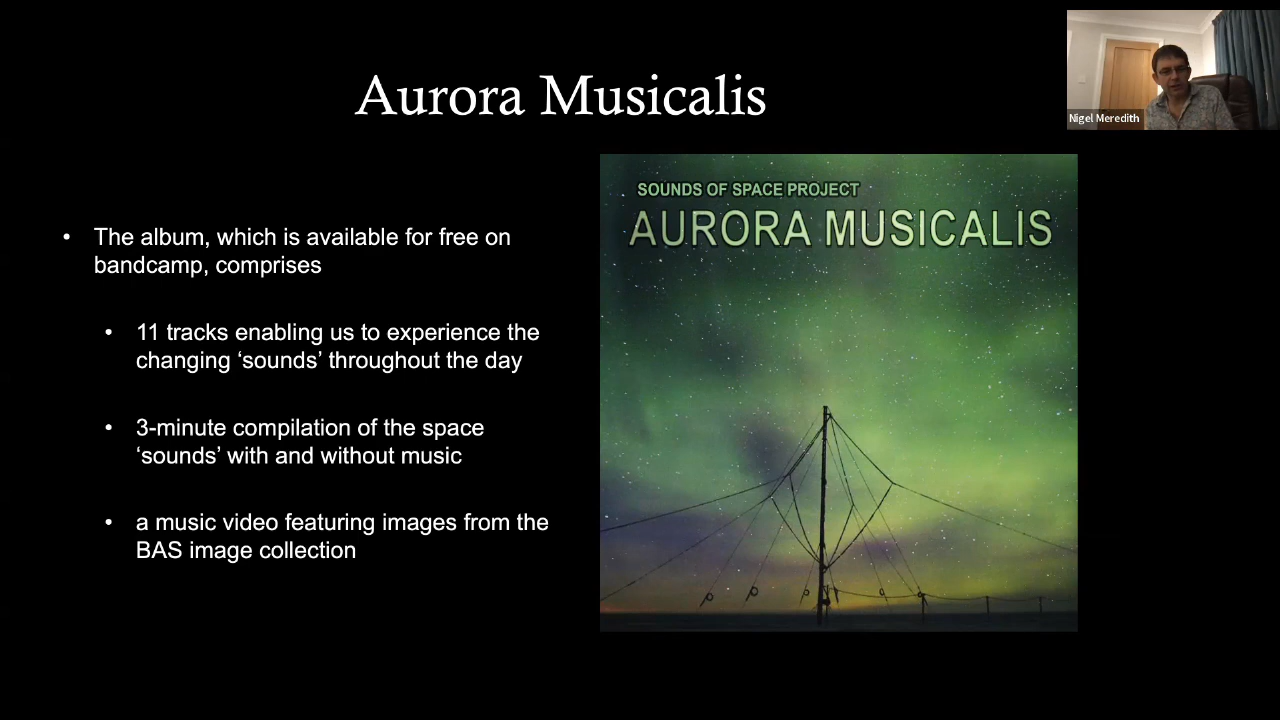 Aurora Musicalis
Nigel Meredith
• The album, which is available for free on
bandcamp, comprises
• 11 tracks enabling us to experience the
changing ‘sounds’ throughout the day
• 3-minute compilation of the space
‘sounds’ with and without music
• a music video featuring images from the
BAS image collection
SOUNDS OF SPACE PROJECT
AURORA MUSICALIS